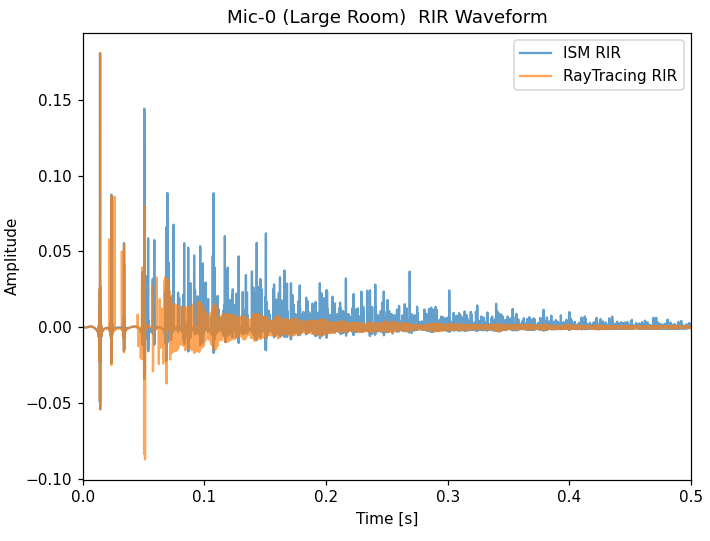 Mic-0 (Large Room)  RIR Waveform
ISM RIR
RayTracing RIR
Amplitude
0.15
0.10
0.05
0.00
−0.05
−0.10
0.0 0.1 0.2 0.3 0.4 0.5
Time [s]